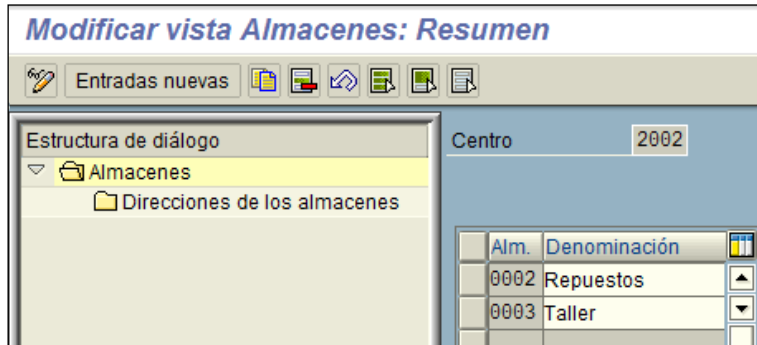 Modificar vista Almacenes: Resumen
Entradas nuevas
Estructura de diálogo
Almacenes
Direcciones de los almacenes
Centro 2002
Alm. Denominación
0002 Repuestos
0003 Taller